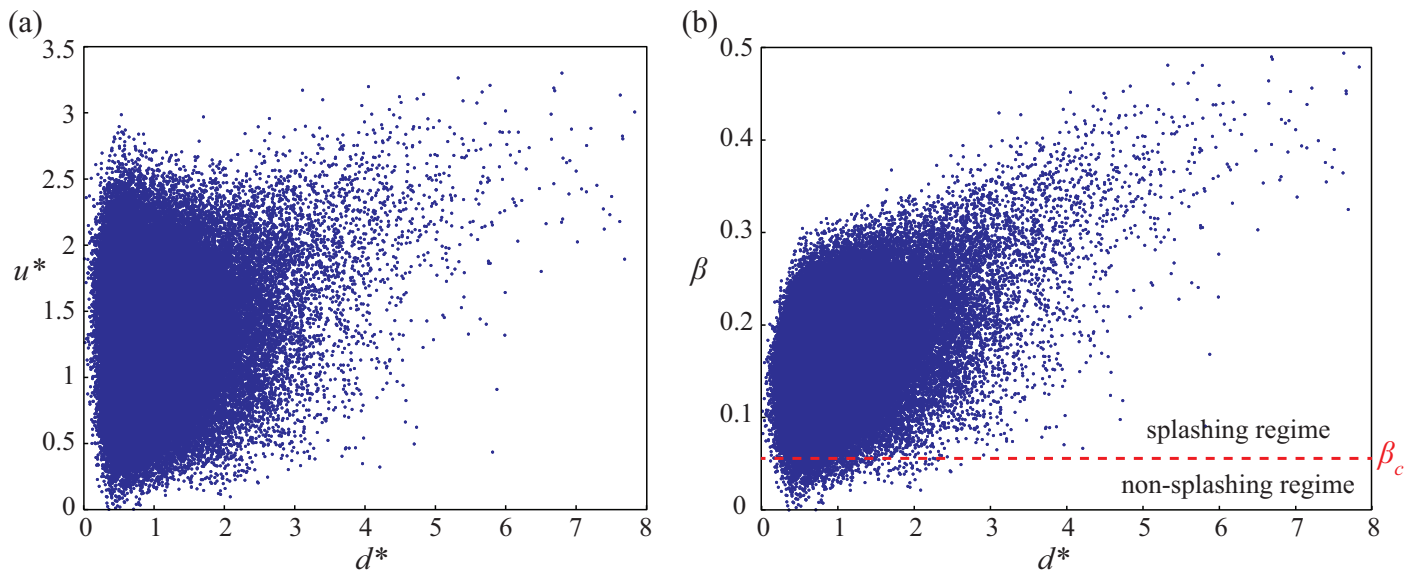 (a)
3.5
3
2.5
2
u*
1.5
1
0.5
0
0 1 2 3 4 5 6 7 8
d*
(b)
0.5
0.4
0.3
β
0.2
0.1
0
splashing regime
βc
non-splashing regime
0 1 2 3 4 5 6 7 8
d*